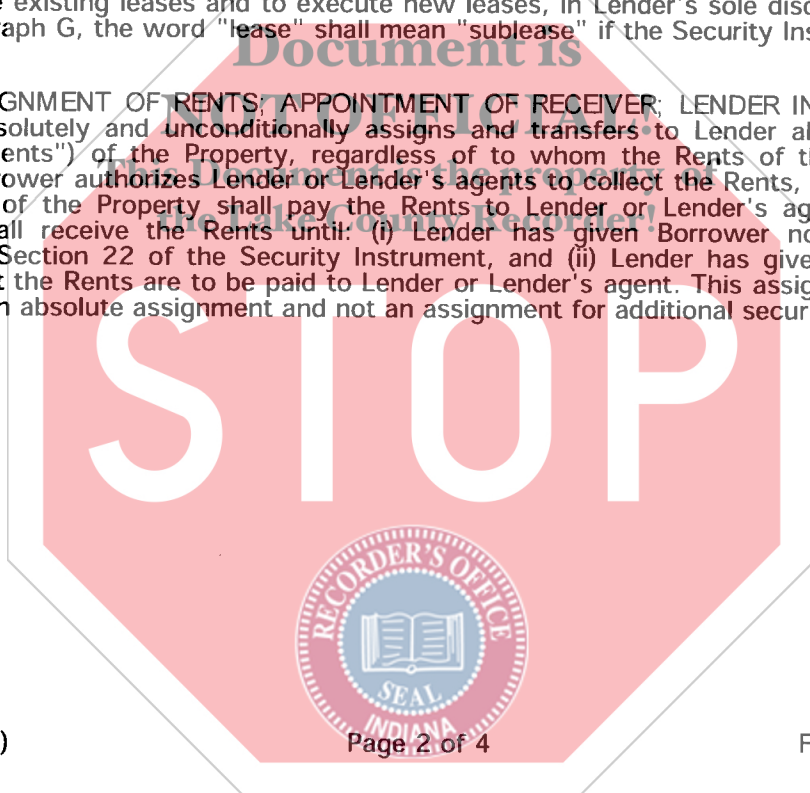 existing leases and to execute new leases, in Lender's sole disc
aph G, the word "lease" shall mean "sublease" if the Security Ins
Document is
GNMENT OF RENTS; APPOINTMENT OF RECEIVER; LENDER IN
NOT OFFICIAL!
solutely and unconditionally assigns and transfers to Lender al
ents") of the Property, regardless of to whom the Rents of th
This Document is the property of
ower authorizes Lender or Lender's agents to collect the Rents,
of the Property shall pay the Rents to Lender or Lender's ag
the Lake County Recorder!
all receive the Rents until: (i) Lender has given Borrower no
Section 22 of the Security Instrument, and (ii) Lender has give
t the Rents are to be paid to Lender or Lender's agent. This assig
n absolute assignment and not an assignment for additional secur
STOP
RECORDER'S OFFICE
SEAL
INDIANA
)
Page 2 of 4
F